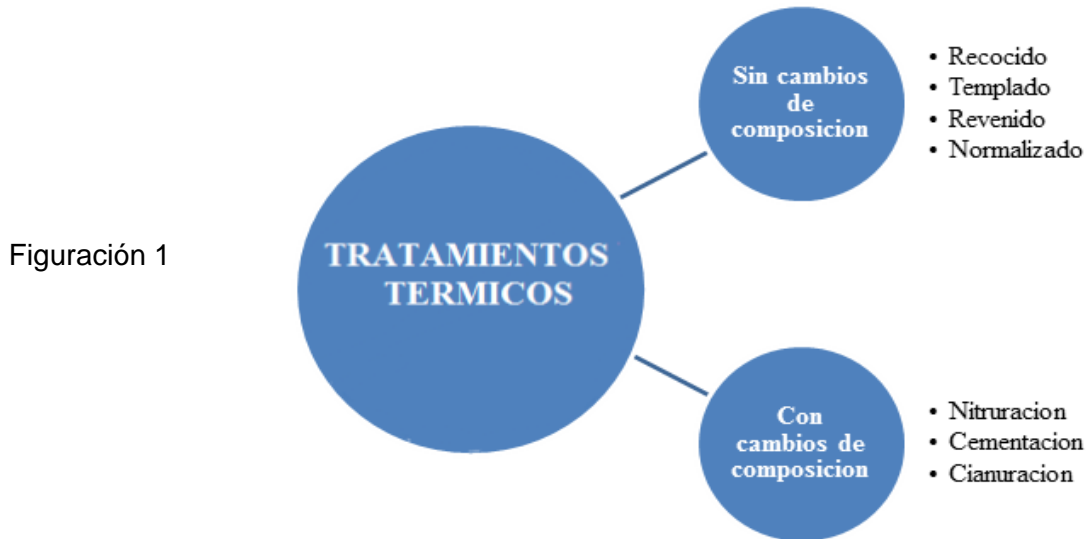 Figuración 1
TRATAMIENTOS
TERMICOS
Sin cambios
de
composicion
• Recocido
• Templado
• Revenido
• Normalizado
Con
cambios de
composicion
• Nitruracion
• Cementacion
• Cianuracion